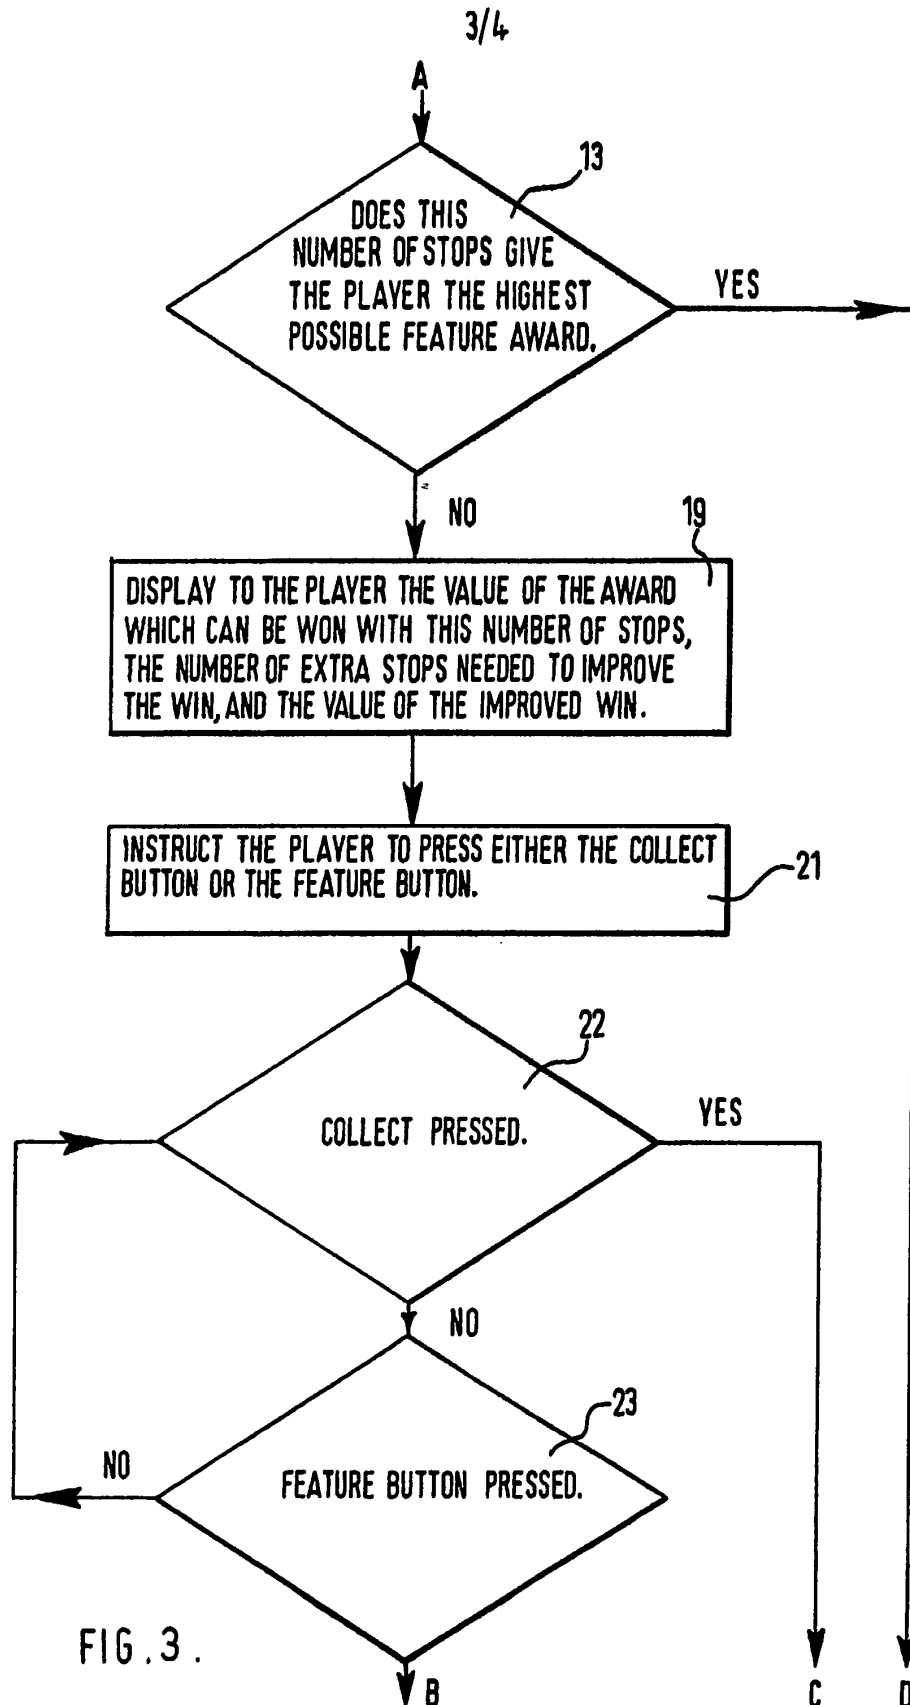 3/4
A
13
DOES THIS
NUMBER OF STOPS GIVE
THE PLAYER THE HIGHEST
POSSIBLE FEATURE AWARD.
YES
NO
19
DISPLAY TO THE PLAYER THE VALUE OF THE AWARD
WHICH CAN BE WON WITH THIS NUMBER OF STOPS,
THE NUMBER OF EXTRA STOPS NEEDED TO IMPROVE
THE WIN, AND THE VALUE OF THE IMPROVED WIN.
INSTRUCT THE PLAYER TO PRESS EITHER THE COLLECT
BUTTON OR THE FEATURE BUTTON.
21
22
COLLECT PRESSED.
YES
NO
23
FEATURE BUTTON PRESSED.
NO
FIG.3.
B
C
D